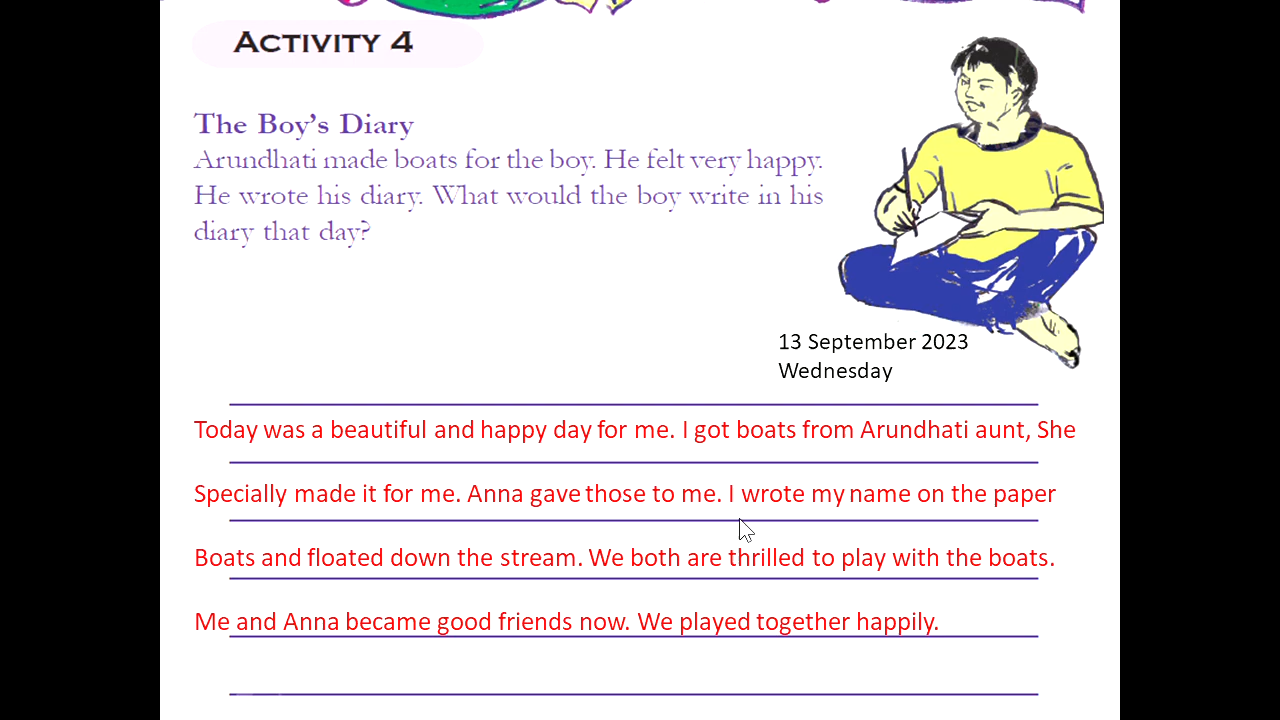 ACTIVITY 4
The Boy's Diary
Arundhati made boats for the boy. He felt very happy.
He wrote his diary. What would the boy write in his
diary that day?
13 September 2023
Wednesday
Today was a beautiful and happy day for me. I got boats from Arundhati aunt, She
Specially made it for me. Anna gave those to me. I wrote my name on the paper
Boats and floated down the stream. We both are thrilled to play with the boats.
Me and Anna became good friends now. We played together happily.